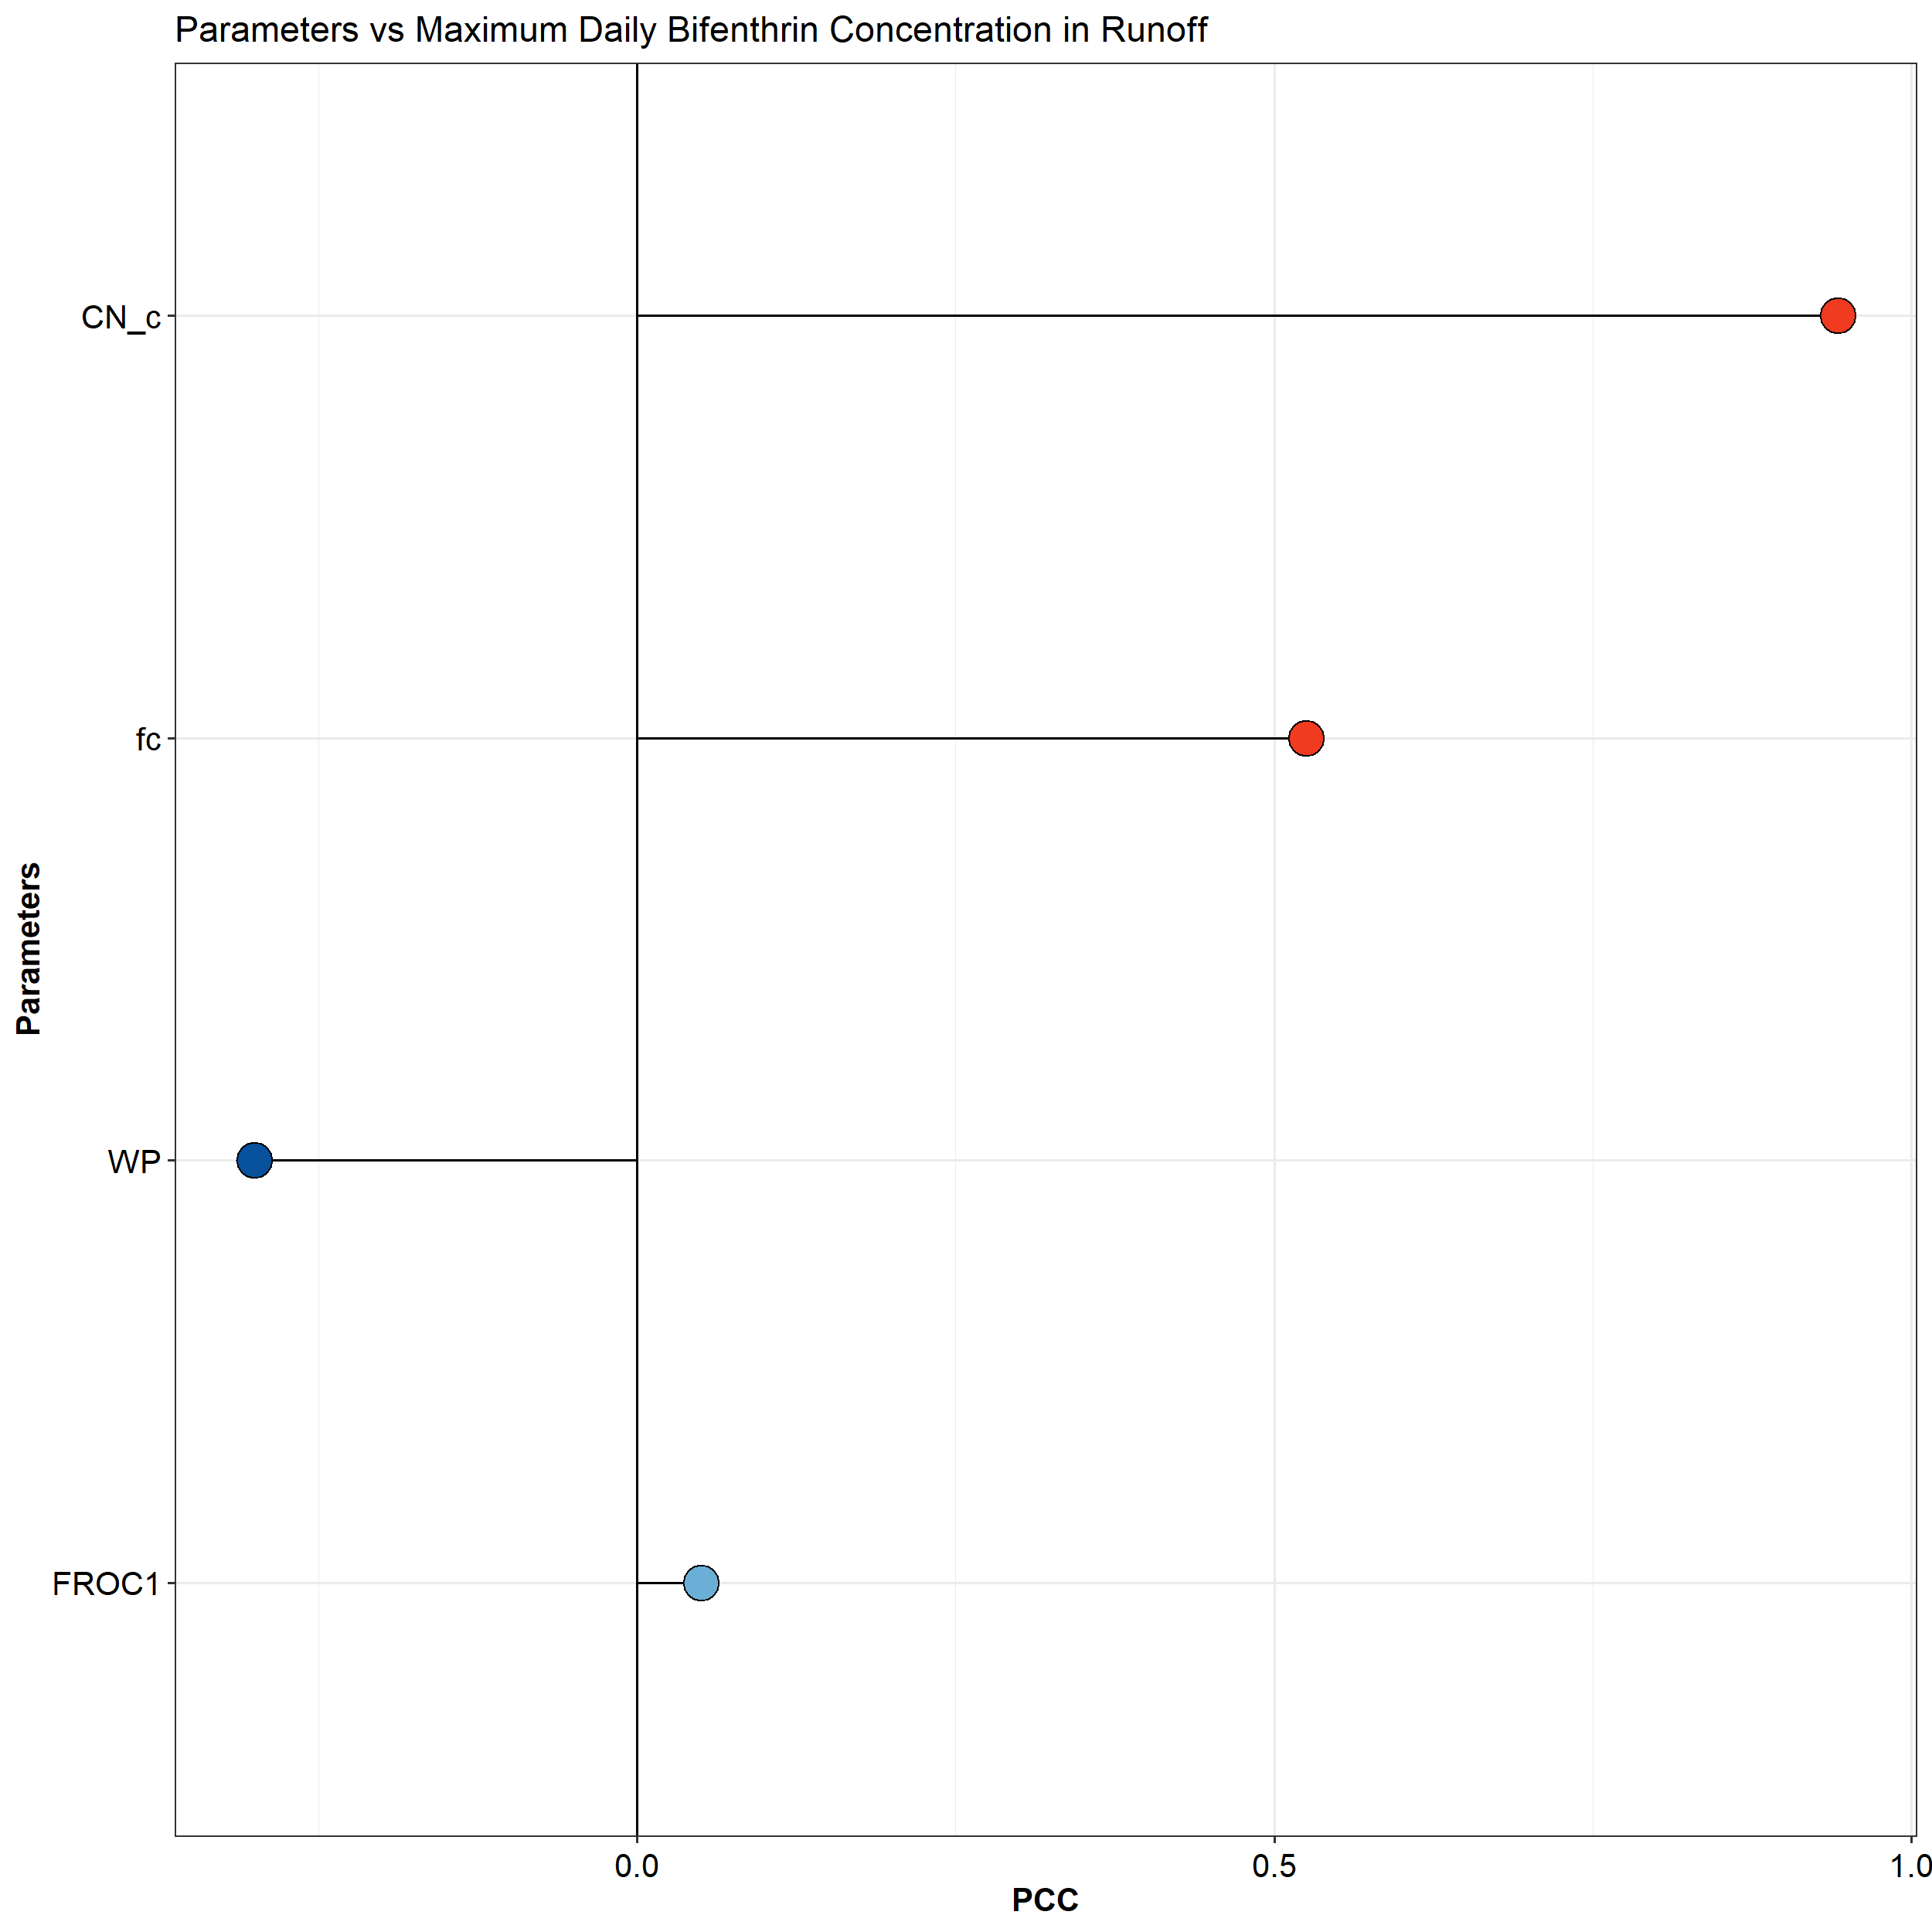 Parameters vs Maximum Daily Bifenthrin Concentration in Runoff
CN_c
fc
WP
FROC1
Parameters
0.0
0.5
1.0
PCC